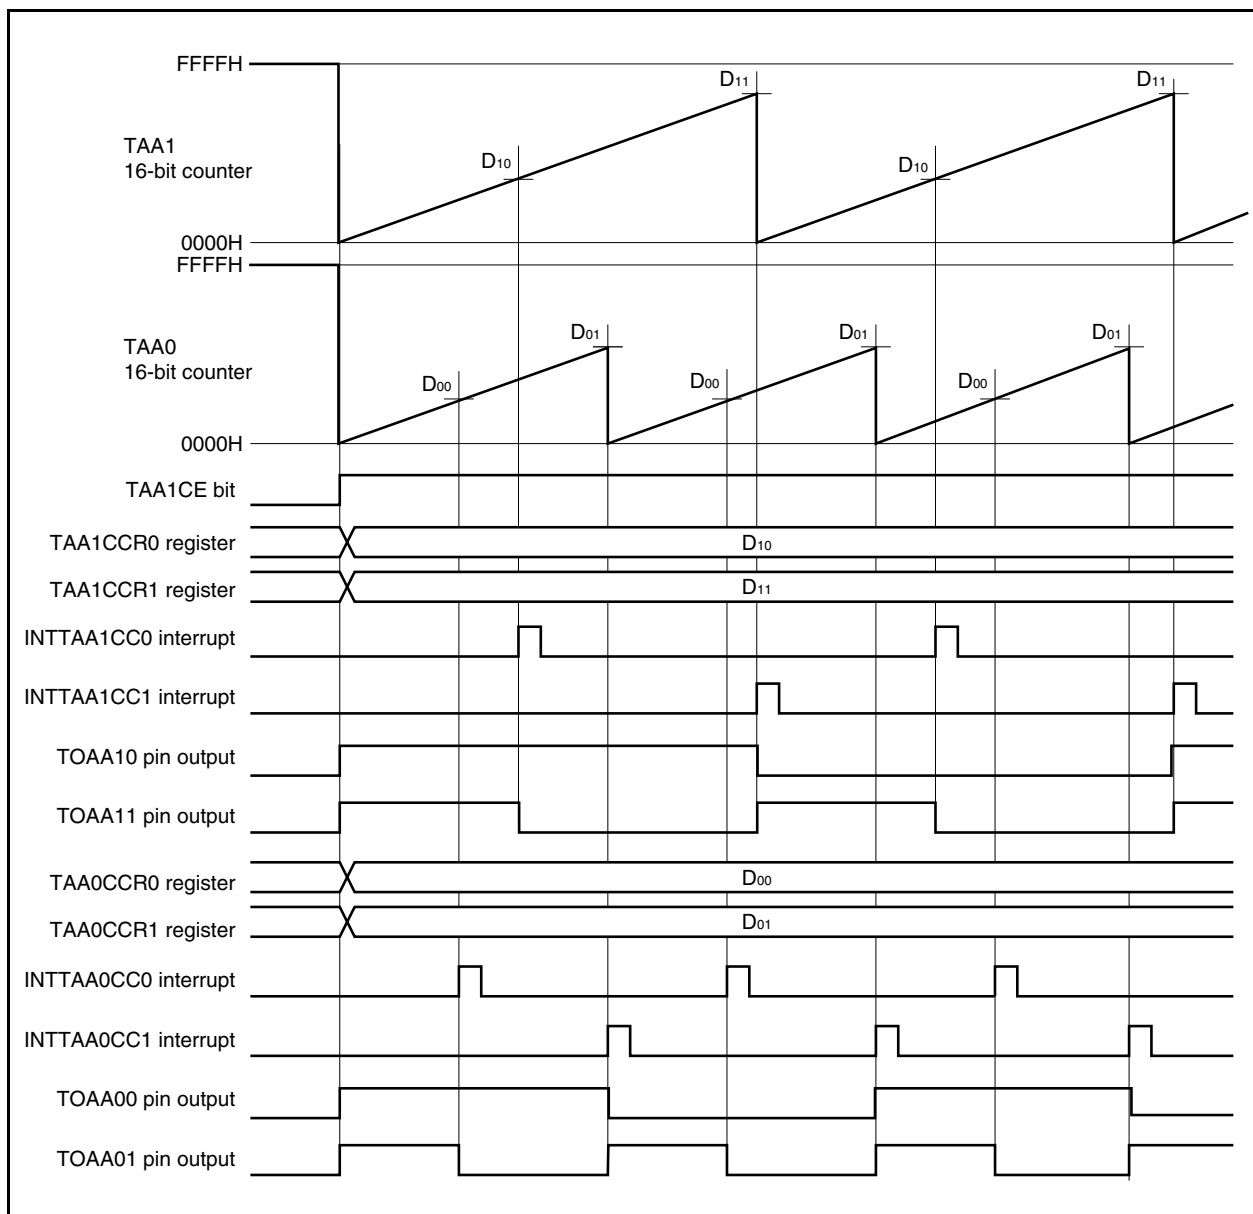 FFFFH
D11
D11
TAA1
16-bit counter
D10
D10
0000H
FFFFH
D01
D01
D01
TAA0
16-bit counter
D00
D00
D00
0000H
TAA1CE bit
TAA1CCR0 register
D10
TAA1CCR1 register
D11
INTTAA1CC0 interrupt
INTTAA1CC1 interrupt
TOAA10 pin output
TOAA11 pin output
TAA0CCR0 register
D00
TAA0CCR1 register
D01
INTTAA0CC0 interrupt
INTTAA0CC1 interrupt
TOAA00 pin output
TOAA01 pin output